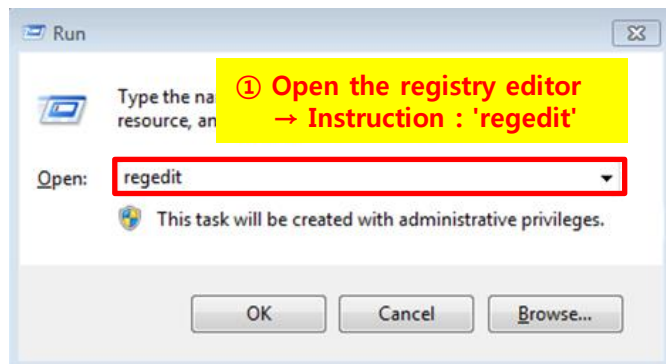 Run
① Open the registry editor
→ Instruction : 'regedit'
Type the na
resource, an
Open: regedit
This task will be created with administrative privileges.
OK Cancel Browse...